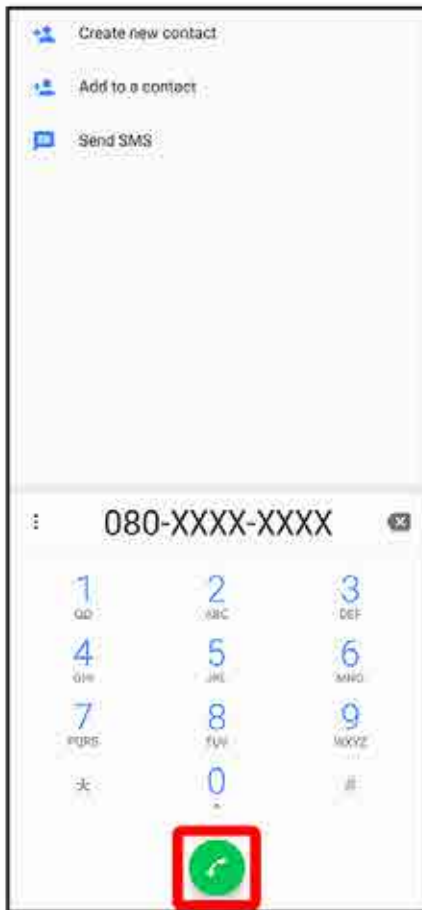 Create new contact
Add to a contact
Send SMS
080-XXXX-XXXX
1 2 3
ABC DEF
4 5 6
GHI JKL MNO
7 8 9
PQRS TUV WXYZ
* 0 #
+